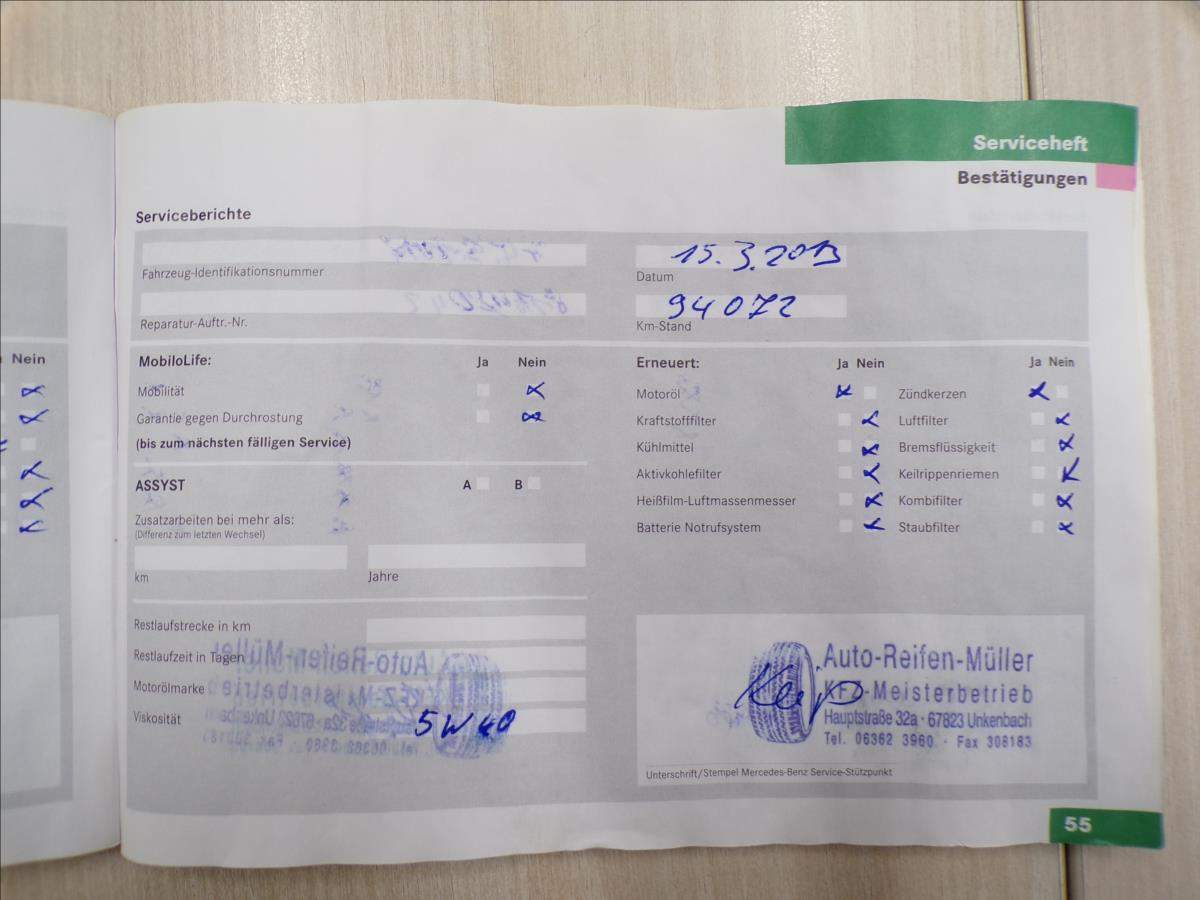 Serviceheft
Bestätigungen
Serviceberichte
Fahrzeug-Identifikationsnummer
15.3.2013
Datum
Reparatur-Auftr.-Nr.
94072
Km-Stand
Nein
MobiloLife: Ja Nein
Mobilität
Garantie gegen Durchrostung
(bis zum nächsten fälligen Service)
ASSYST A B
Zusatzarbeiten bei mehr als:
(Differenz zum letzten Wechsel)
km Jahre
Restlaufstrecke in km
Restlaufzeit in Tagen
Motorölmarke
Viskosität 5W40
Erneuert: Ja Nein Ja Nein
Motoröl Zündkerzen
Kraftstofffilter Luftfilter
Kühlmittel Bremsflüssigkeit
Aktivkohlefilter Keilrippenriemen
Heißfilm-Luftmassenmesser Kombifilter
Batterie Notrufsystem Staubfilter
Auto-Reifen-Müller
KFZ-Meisterbetrieb
Hauptstraße 32a · 67823 Unkenbach
Tel. 06362 3960 · Fax 308183
Unterschrift/Stempel Mercedes-Benz Service-Stützpunkt
55